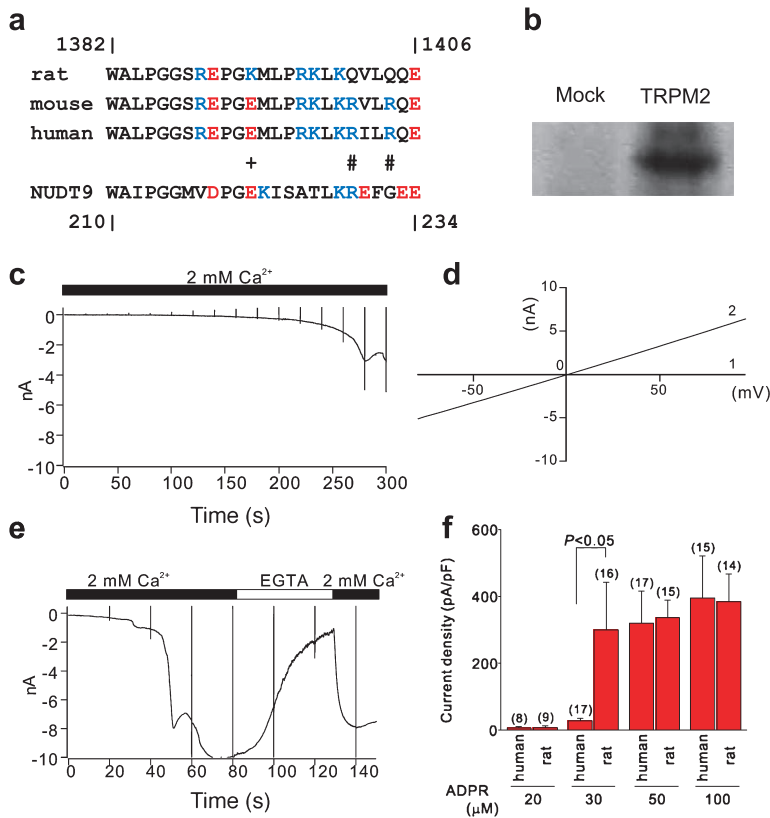 a
1382| |1406
rat WALPGGSREPGKMLPRKLKQVLQQE
mouse WALPGGSREPGEMLPRKLKRVLRQE
human WALPGGSREPGEMLPRKLKRILRQE
+ # #
NUDT9 WAIPGGMVDPGEKISATLKREFGEE
210| |234
b
Mock TRPM2
c
2 mM Ca²⁺
0
-2
-4
-6
-8
-10
nA
0 50 100 150 200 250 300
Time (s)
d
10
5
0
-5
-10
(nA)
-50 50
(mV)
2
1
e
2 mM Ca²⁺ EGTA 2 mM Ca²⁺
0
-2
-4
-6
-8
-10
nA
0 20 40 60 80 100 120 140
Time (s)
f
600
400
200
0
Current density (pA/pF)
P<0.05
(8) (9) (17) (16) (17) (15) (15) (14)
human rat human rat human rat human rat
ADPR 20 30 50 100
(μM)